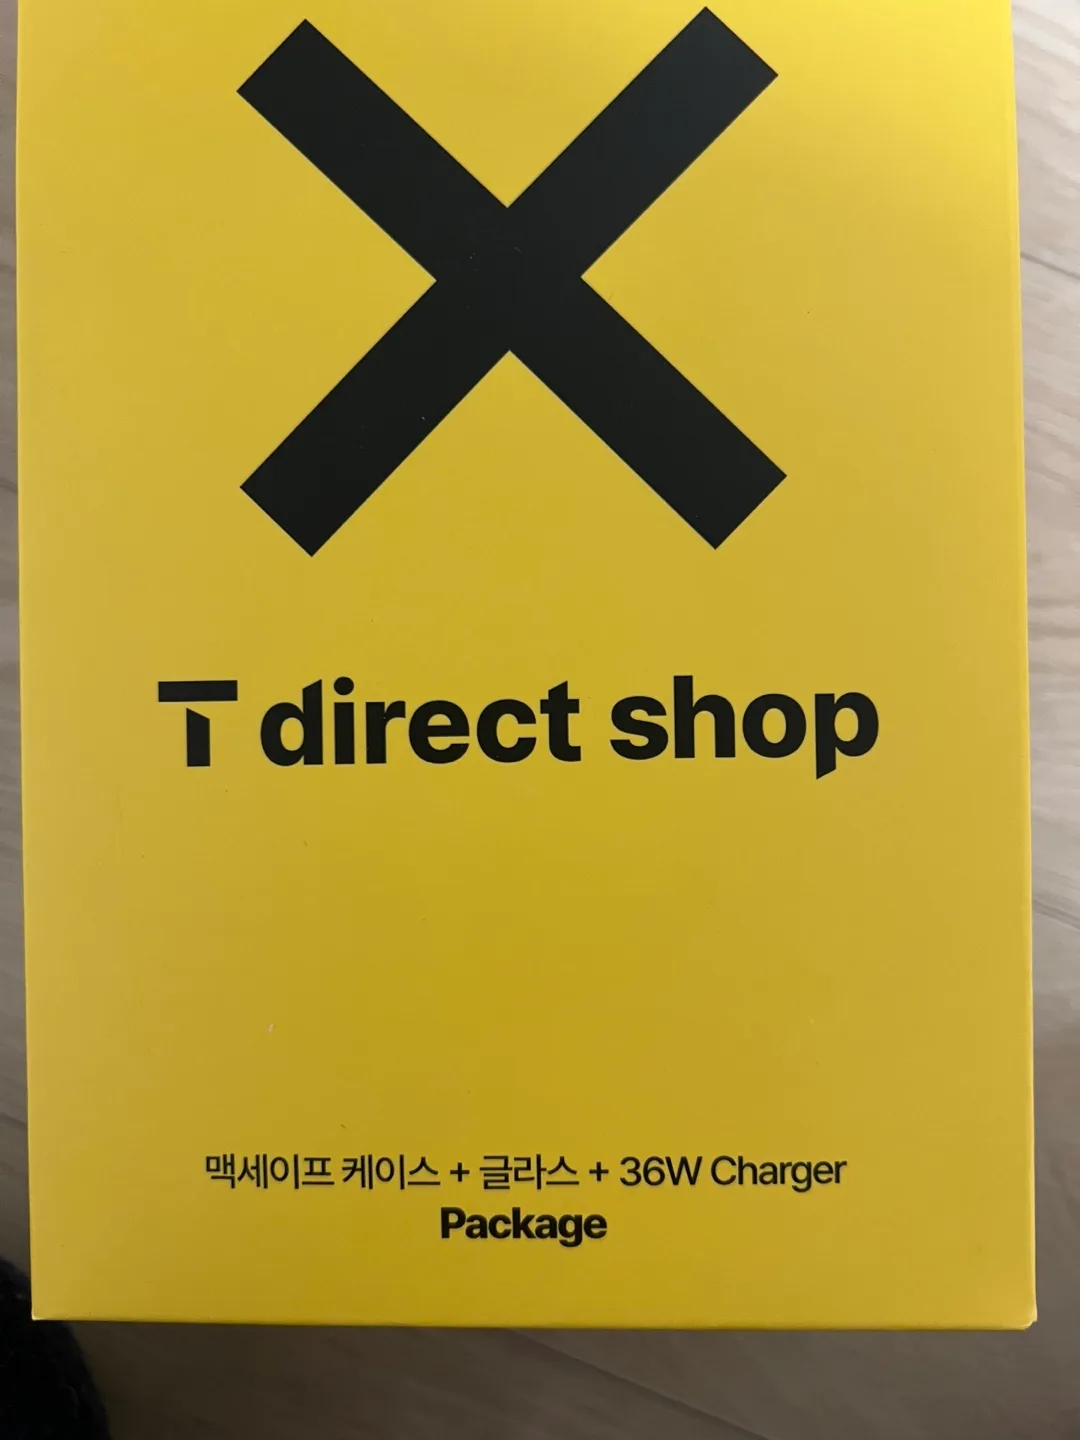 T direct shop
맥세이프 케이스 + 글라스 + 36W Charger
Package